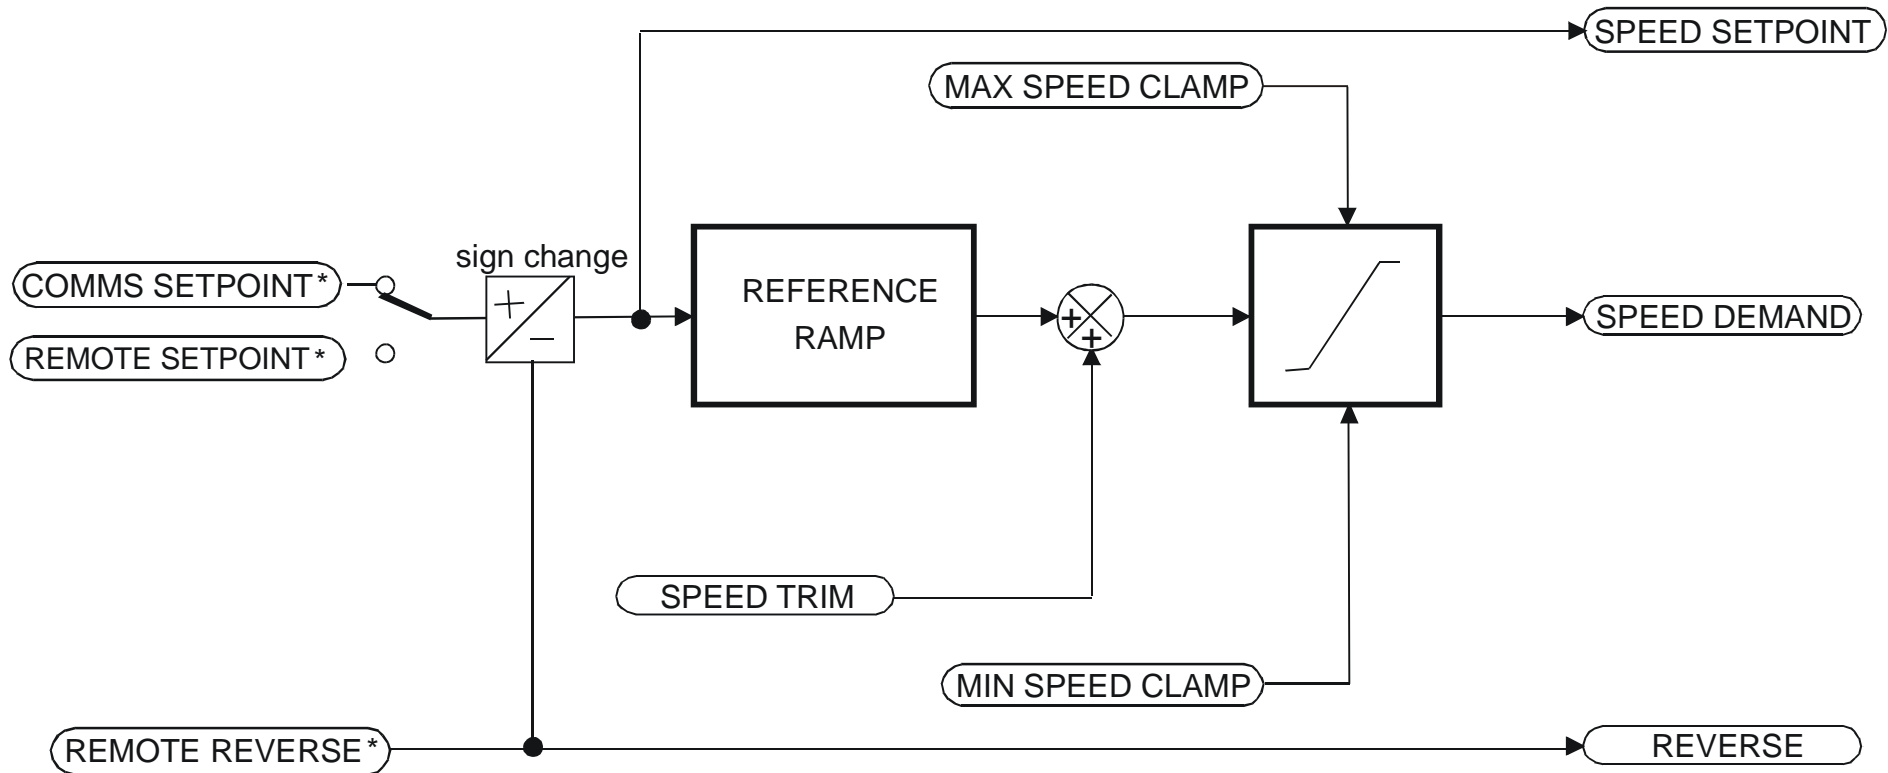 SPEED SETPOINT
MAX SPEED CLAMP
sign change
COMMS SETPOINT*
REMOTE SETPOINT*
+
−
REFERENCE
RAMP
+
+
SPEED DEMAND
SPEED TRIM
MIN SPEED CLAMP
REMOTE REVERSE*
REVERSE